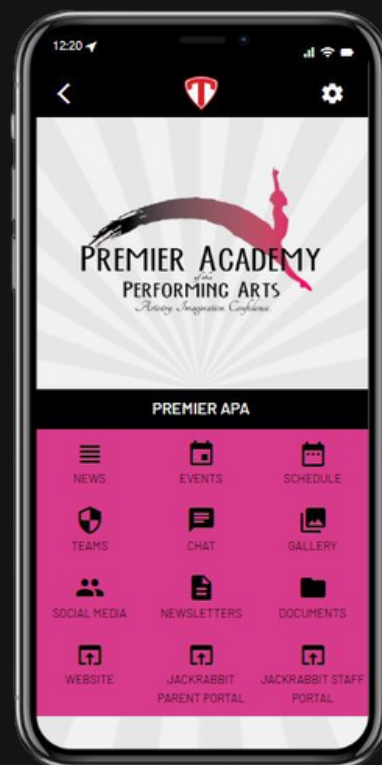 12:20
T
PREMIER ACADEMY
of the
PERFORMING ARTS
Artistry. Imagination. Confidence.
PREMIER APA
NEWS
EVENTS
SCHEDULE
TEAMS
CHAT
GALLERY
SOCIAL MEDIA
NEWSLETTERS
DOCUMENTS
WEBSITE
JACKRABBIT
PARENT PORTAL
JACKRABBIT STAFF
PORTAL